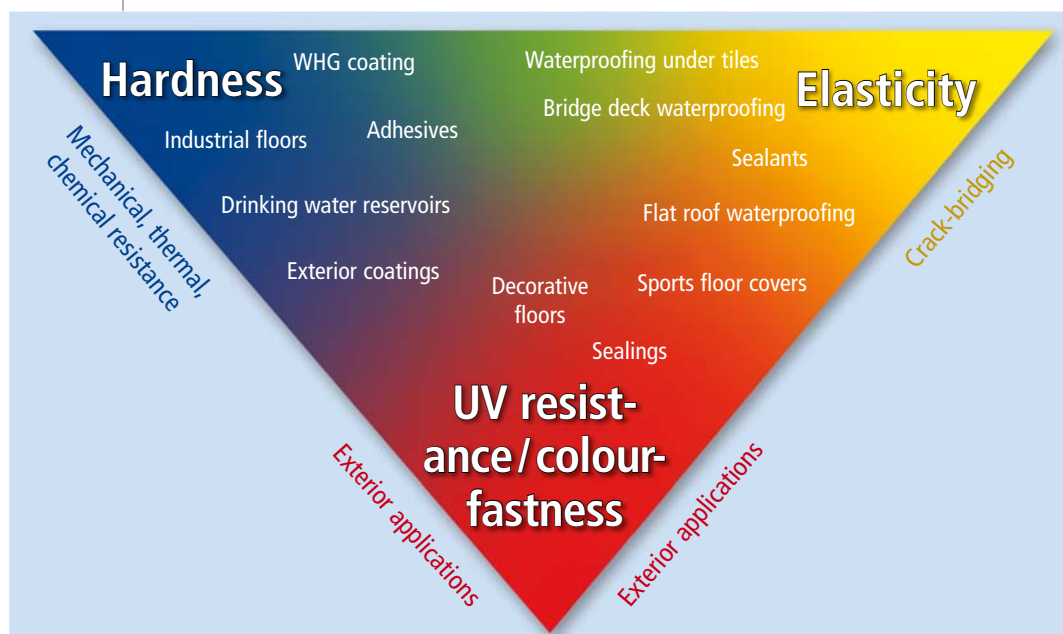 Hardness
WHG coating
Waterproofing under tiles
Elasticity
Bridge deck waterproofing
Industrial floors
Adhesives
Sealants
Mechanical, thermal,
chemical resistance
Drinking water reservoirs
Flat roof waterproofing
Crack-bridging
Exterior coatings
Decorative
floors
Sports floor covers
Sealings
UV resist-
ance/colour-
fastness
Exterior applications
Exterior applications